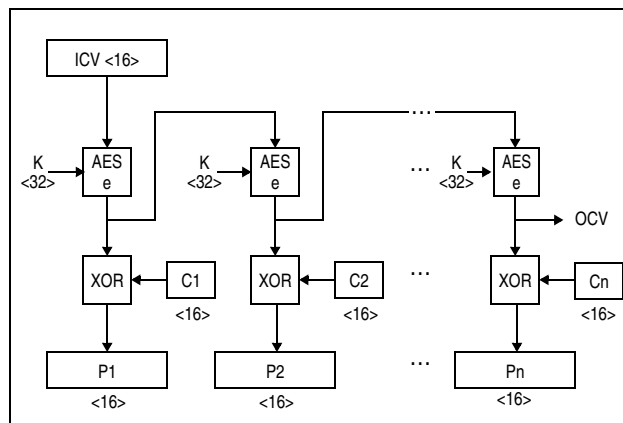 ICV <16>
...
K
<32>
AES
e
K
<32>
AES
e
...
K
<32>
AES
e
OCV
XOR
C1
<16>
XOR
C2
<16>
...
XOR
Cn
<16>
P1
<16>
P2
<16>
...
Pn
<16>